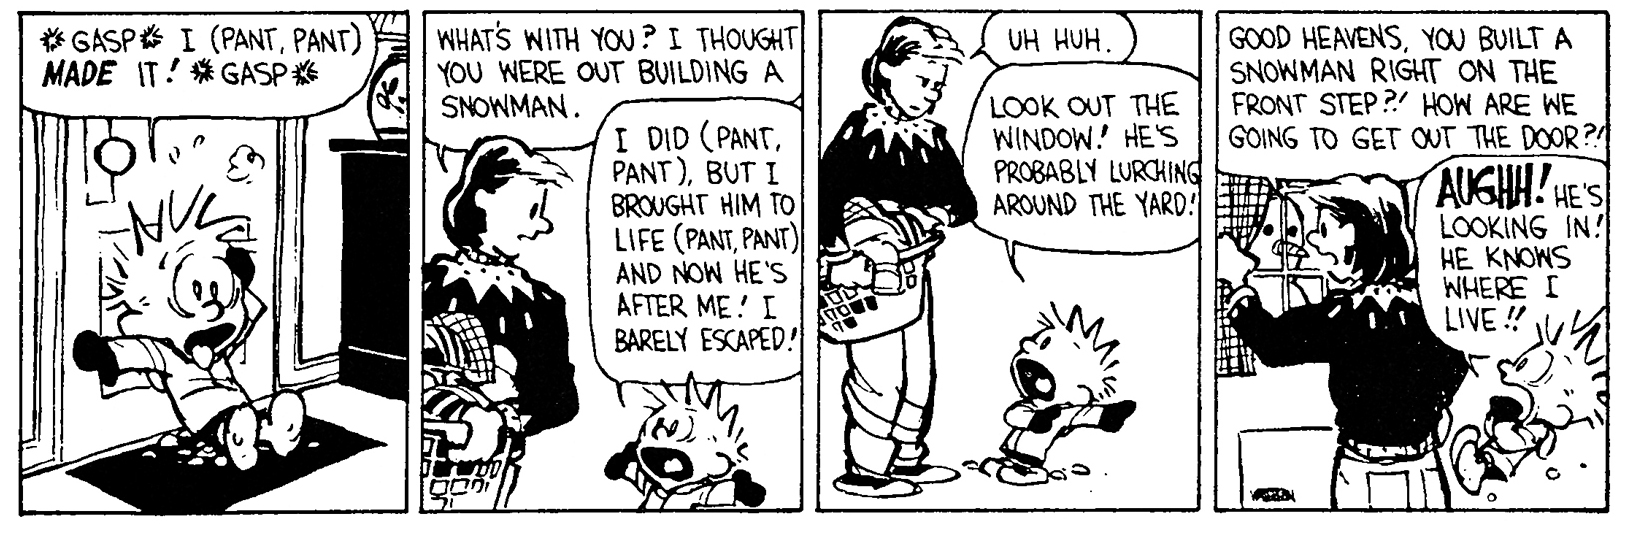 *GASP* I (PANT, PANT)
MADE IT! *GASP*
WHAT'S WITH YOU? I THOUGHT
YOU WERE OUT BUILDING A
SNOWMAN.
I DID (PANT,
PANT), BUT I
BROUGHT HIM TO
LIFE (PANT, PANT)
AND NOW HE'S
AFTER ME! I
BARELY ESCAPED!
UH HUH.
LOOK OUT THE
WINDOW! HE'S
PROBABLY LURCHING
AROUND THE YARD!
GOOD HEAVENS, YOU BUILT A
SNOWMAN RIGHT ON THE
FRONT STEP?! HOW ARE WE
GOING TO GET OUT THE DOOR?!
AUGHH! HE'S
LOOKING IN!
HE KNOWS
WHERE I
LIVE!!